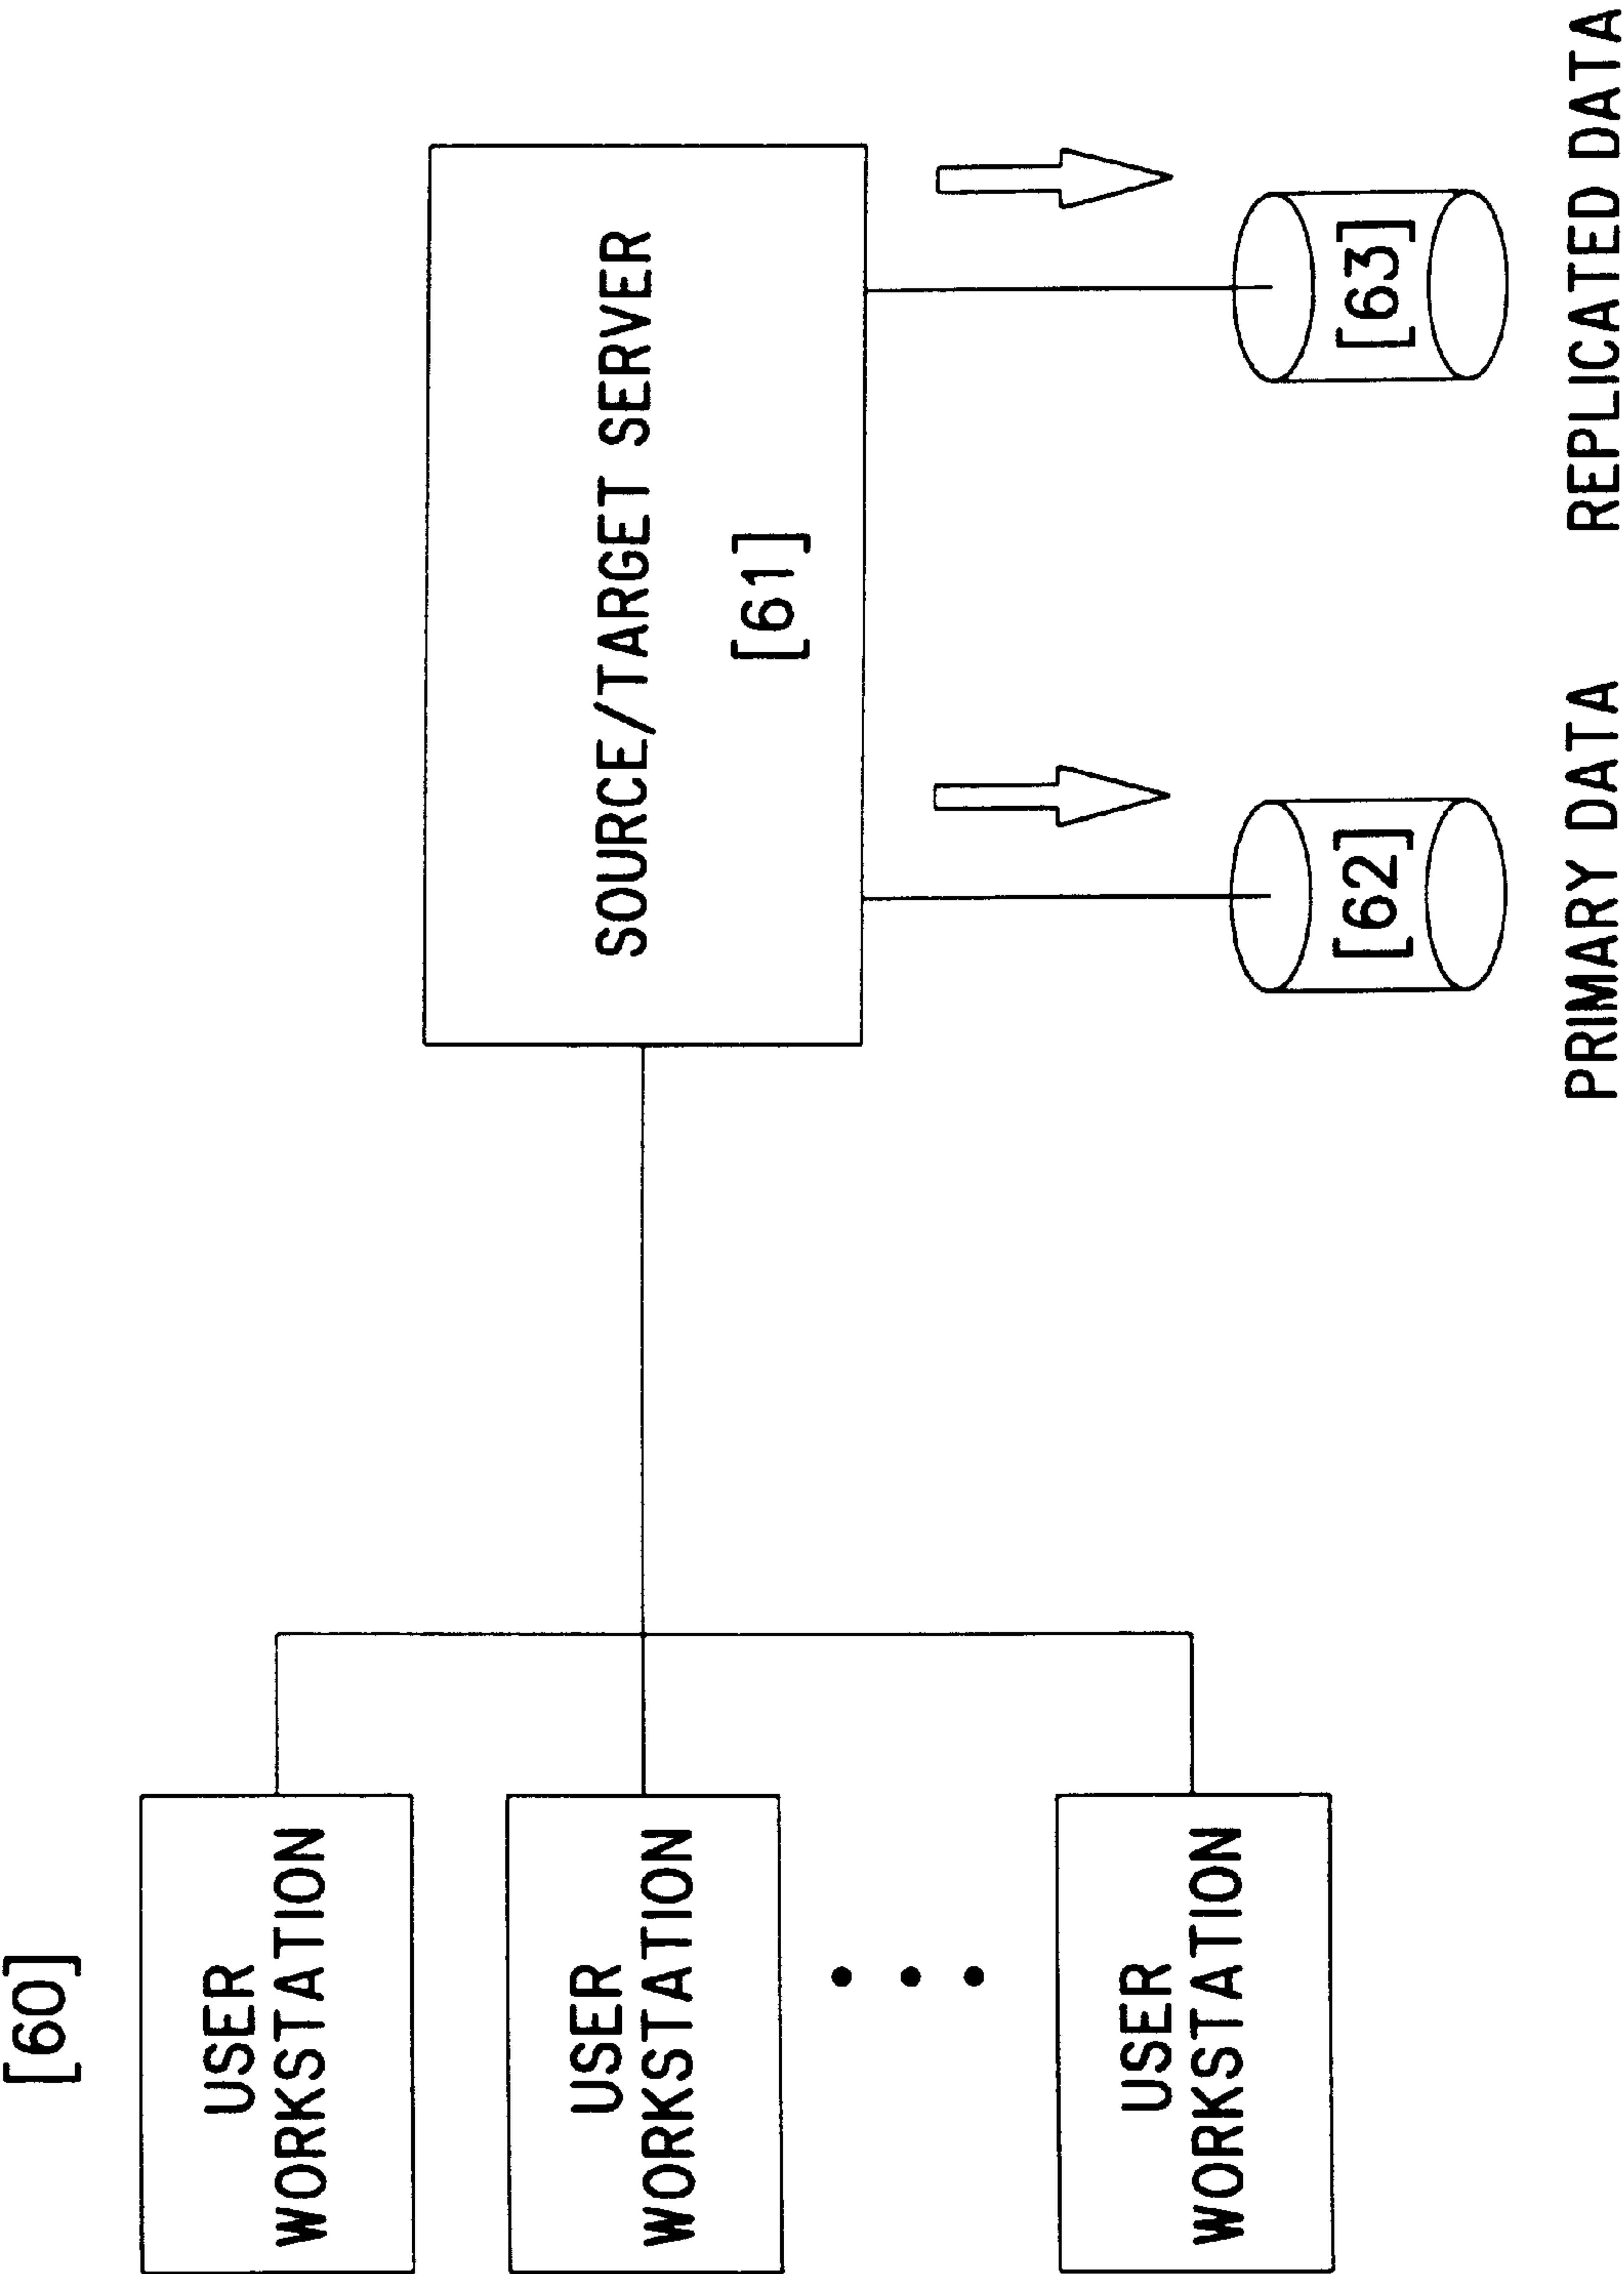 [60]
USER
WORKSTATION
USER
WORKSTATION
USER
WORKSTATION
SOURCE/TARGET SERVER
[61]
[62]
[63]
PRIMARY DATA
REPLICATED DATA